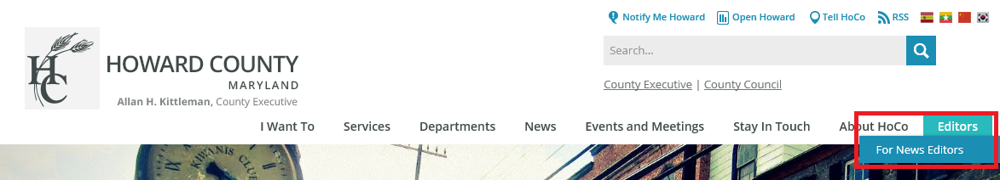 Notify Me Howard Open Howard Tell HoCo RSS
Search...
HC
HOWARD COUNTY
MARYLAND
Allan H. Kittleman, County Executive
County Executive | County Council
I Want To Services Departments News Events and Meetings Stay In Touch About HoCo Editors
For News Editors
KIWANIS CLUB